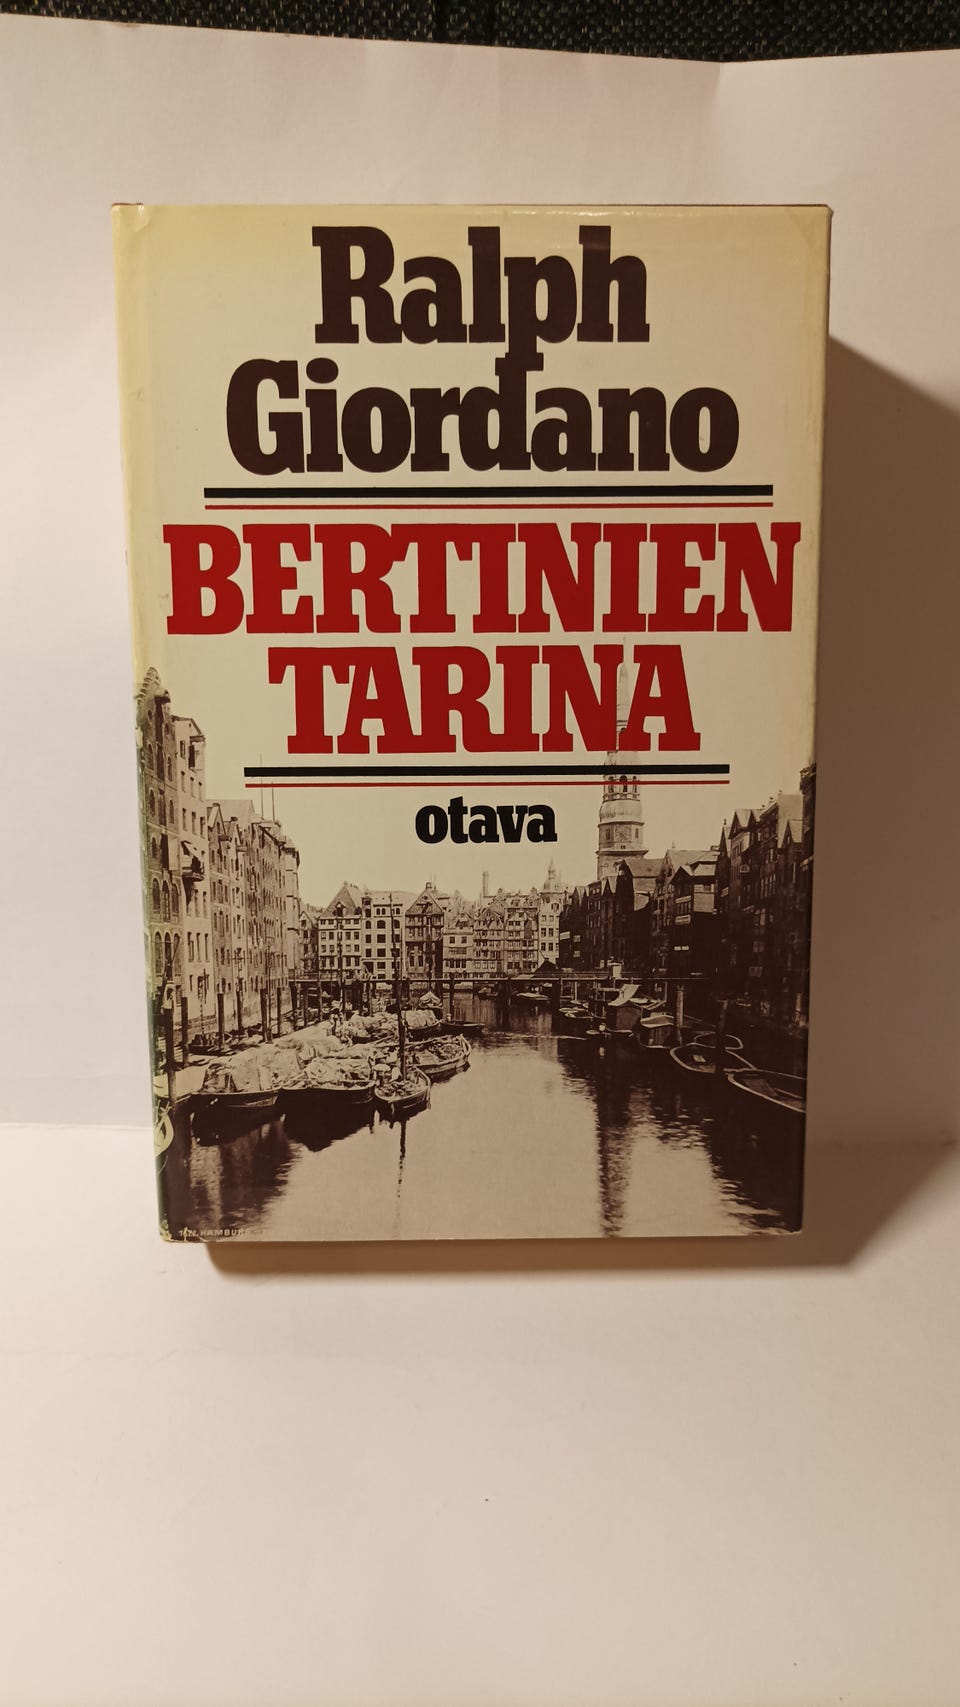 Ralph
Giordano
BERTINIEN
TARINA
otava